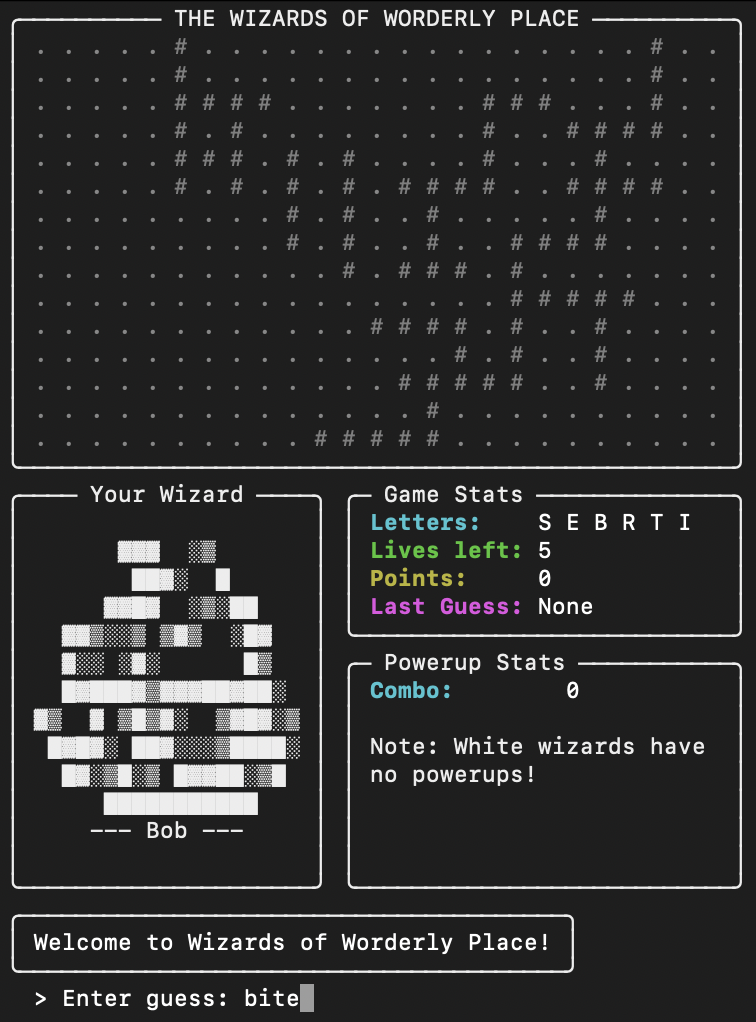 THE WIZARDS OF WORDERLY PLACE
. . . . . # . . . . . . . . . . . . . . . . # . .
. . . . . # . . . . . . . . . . . . . . . . # . .
. . . . . # # # # . . . . . . . # # # . . . # . .
. . . . . # . # . . . . . . . . # . . # # # # . .
. . . . . # # # . # . # . . . . # . . . # . . . .
. . . . . # . # . # . # . # # # # . . # # # # . .
. . . . . . . . . # . # . . # . . . . . # . . . .
. . . . . . . . . # . # . . # . . # # # # . . . .
. . . . . . . . . . . # . # # # . # . . . . . . .
. . . . . . . . . . . . . . . . . # # # # # . . .
. . . . . . . . . . . . # # # # . # . . # . . . .
. . . . . . . . . . . . . . . # . # . . # . . . .
. . . . . . . . . . . . . # # # # # . . # . . . .
. . . . . . . . . . . . . . # . . . . . . . . . .
. . . . . . . . . . # # # # # . . . . . . . . . .
Your Wizard
--- Bob ---
Game Stats
Letters: S E B R T I
Lives left: 5
Points: 0
Last Guess: None
Powerup Stats
Combo: 0
Note: White wizards have
no powerups!
Welcome to Wizards of Worderly Place!
> Enter guess: bite